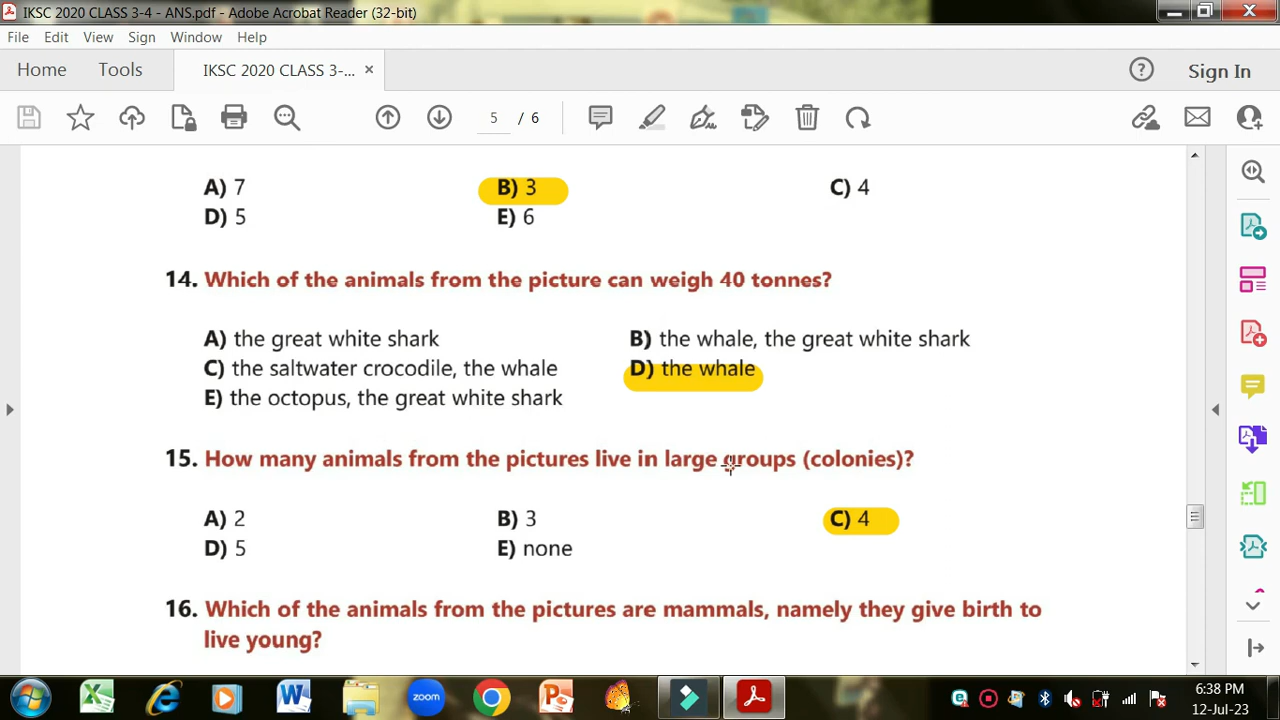 IKSC 2020 CLASS 3-4 - ANS.pdf - Adobe Acrobat Reader (32-bit)
File Edit View Sign Window Help
Home Tools IKSC 2020 CLASS 3-... Sign In
5 / 6
A) 7 B) 3 C) 4
D) 5 E) 6
14. Which of the animals from the picture can weigh 40 tonnes?
A) the great white shark B) the whale, the great white shark
C) the saltwater crocodile, the whale D) the whale
E) the octopus, the great white shark
15. How many animals from the pictures live in large groups (colonies)?
A) 2 B) 3 C) 4
D) 5 E) none
16. Which of the animals from the pictures are mammals, namely they give birth to
live young?
zoom
6:38 PM
12-Jul-23